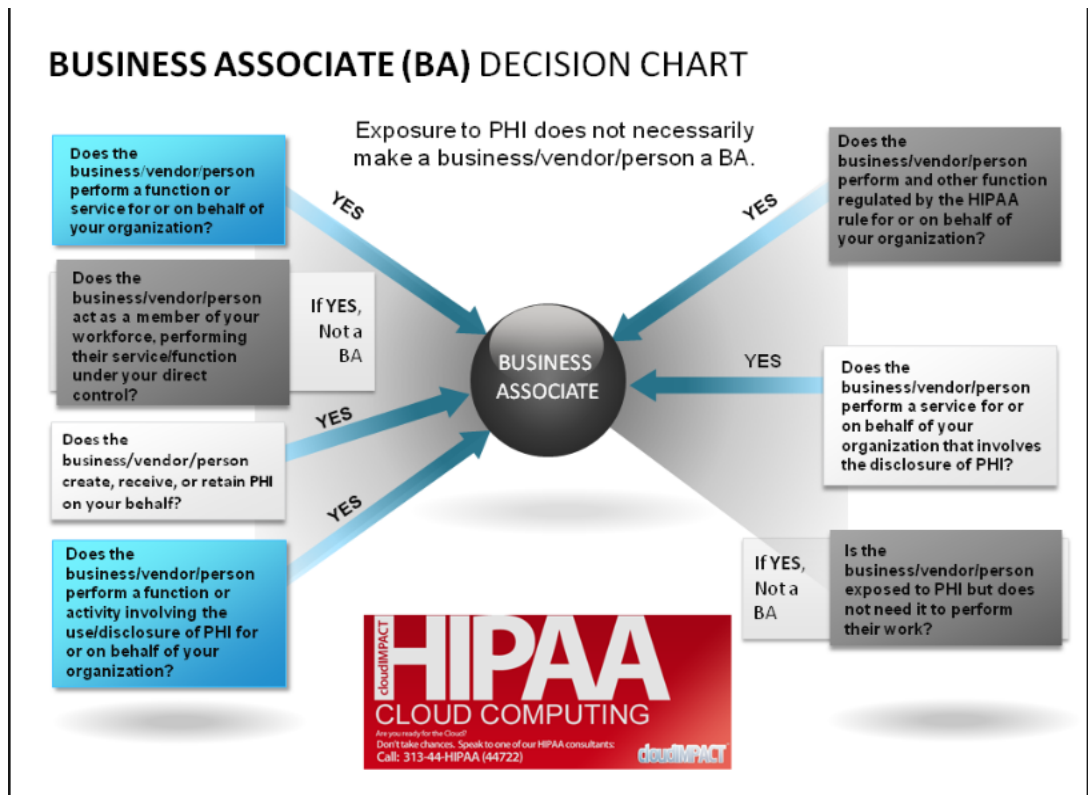 BUSINESS ASSOCIATE (BA) DECISION CHART
Exposure to PHI does not necessarily
make a business/vendor/person a BA.
Does the
business/vendor/person
perform a function or
service for or on behalf of
your organization?
YES
Does the
business/vendor/person
act as a member of your
workforce, performing
their service/function
under your direct
control?
If YES,
Not a
BA
Does the
business/vendor/person
create, receive, or retain PHI
on your behalf?
YES
Does the
business/vendor/person
perform a function or
activity involving the
use/disclosure of PHI for
or on behalf of your
organization?
YES
BUSINESS
ASSOCIATE
Does the
business/vendor/person
perform and other function
regulated by the HIPAA
rule for or on behalf of
your organization?
YES
Does the
business/vendor/person
perform a service for or
on behalf of your
organization that involves
the disclosure of PHI?
YES
Is the
business/vendor/person
exposed to PHI but does
not need it to perform
their work?
If YES,
Not a
BA
cloudIMPACT
HIPAA
CLOUD COMPUTING
Are you ready for the Cloud?
Don't take chances. Speak to one of our HIPAA consultants:
Call: 313-44-HIPAA (44722)
cloudIMPACT